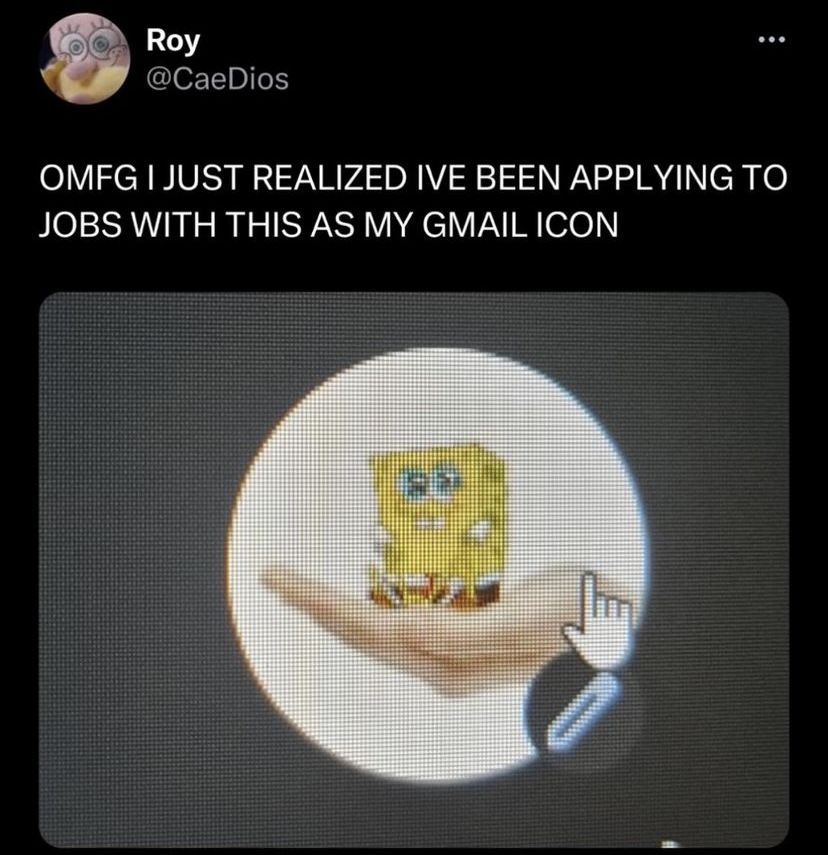 Roy
@CaeDios
OMFG I JUST REALIZED IVE BEEN APPLYING TO
JOBS WITH THIS AS MY GMAIL ICON